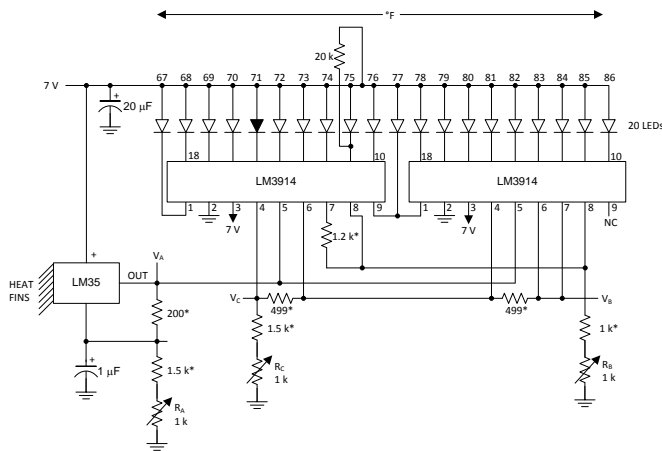 °F
20 k
67 68 69 70 71 72 73 74 75 76 77 78 79 80 81 82 83 84 85 86
7 V
+
20 µF
20 LEDs
18 10 18 10
LM3914 LM3914
1 2 3 4 5 6 7 8 9 1 2 3 4 5 6 7 8 9
7 V 7 V NC
1.2 k*
VA
+
HEAT
FINS
LM35
OUT
200*
VC
499*
499*
VB
1.5 k*
1 k*
+
1 µF
1.5 k*
RC
1 k
RB
1 k
RA
1 k